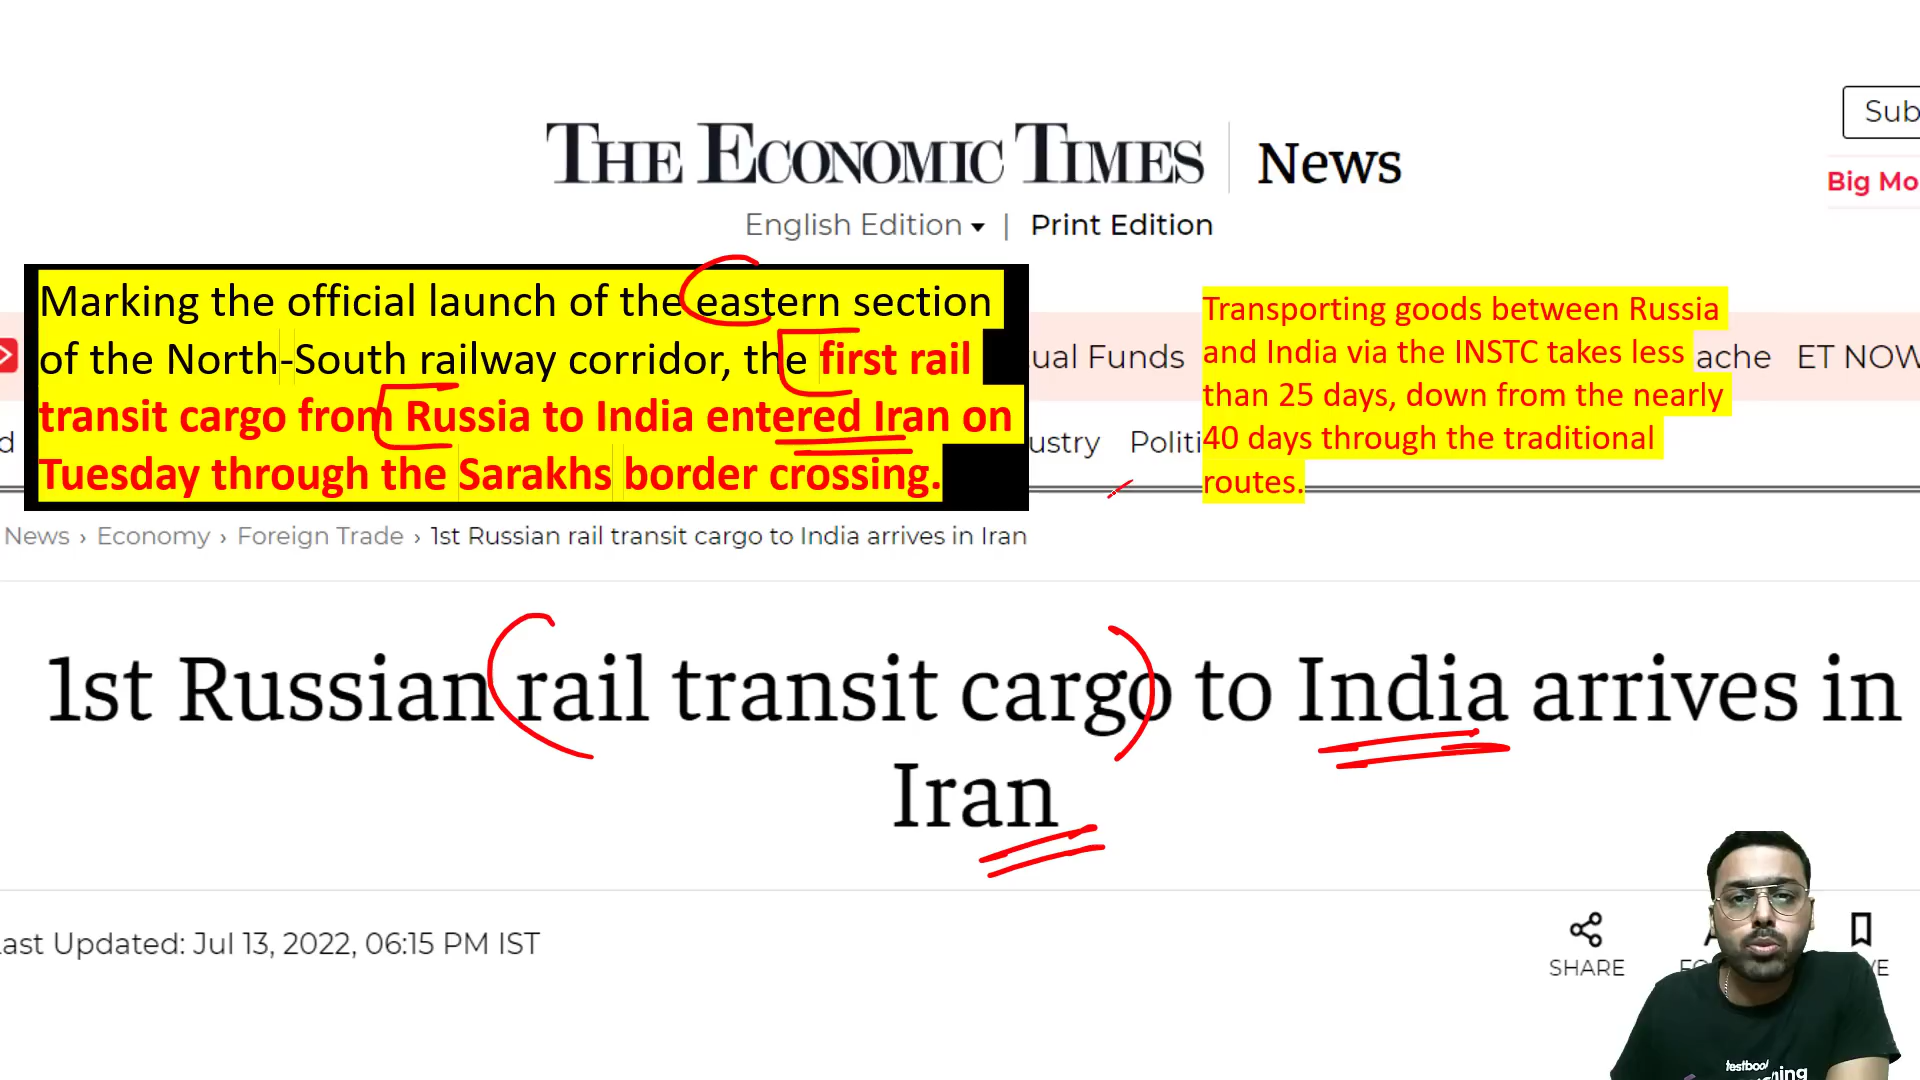 THE ECONOMIC TIMES | News
Sub
Big Mo
English Edition | Print Edition
Marking the official launch of the eastern section
of the North-South railway corridor, the first rail
transit cargo from Russia to India entered Iran on
Tuesday through the Sarakhs border crossing.
Transporting goods between Russia
and India via the INSTC takes less
than 25 days, down from the nearly
40 days through the traditional
routes.
ual Funds
ache ET NOW
d
ustry Politi
News › Economy › Foreign Trade › 1st Russian rail transit cargo to India arrives in Iran
1st Russian rail transit cargo to India arrives in
Iran
ast Updated: Jul 13, 2022, 06:15 PM IST
SHARE
testbook